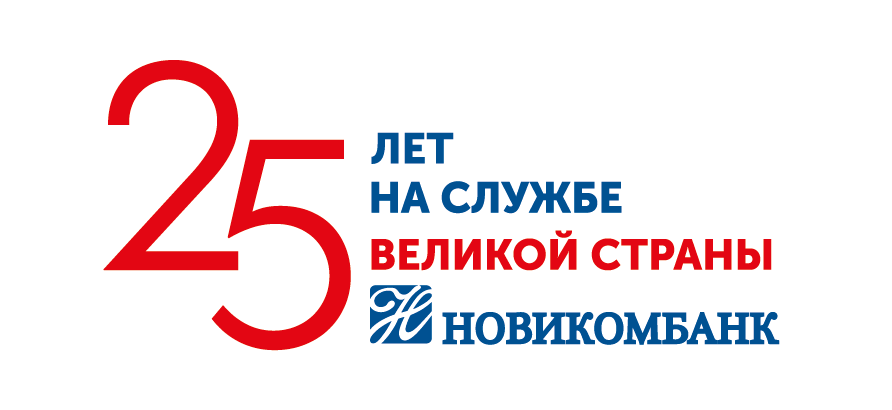 25
ЛЕТ
НА СЛУЖБЕ
ВЕЛИКОЙ СТРАНЫ
Н НОВИКОМБАНК